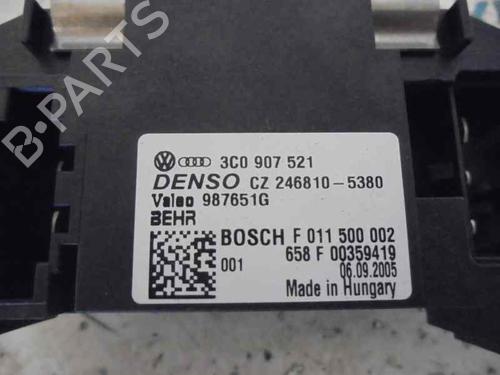 3C0 907 521
DENSO CZ 246810-5380
Valeo 987651G
BEHR
BOSCH F 011 500 002
001 658 F 00359419
06.09.2005
Made in Hungary
B-PARTS